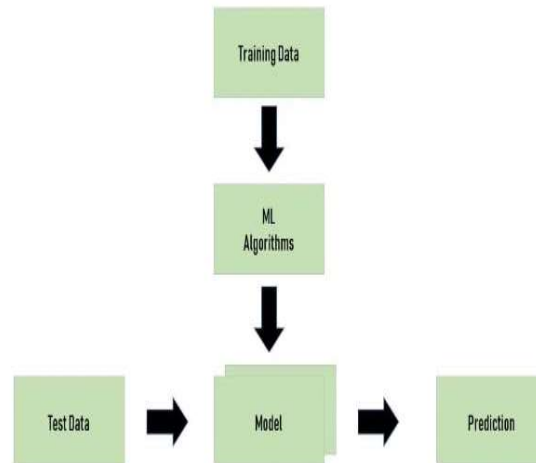 Training Data
ML
Algorithms
Test Data
Model
Prediction